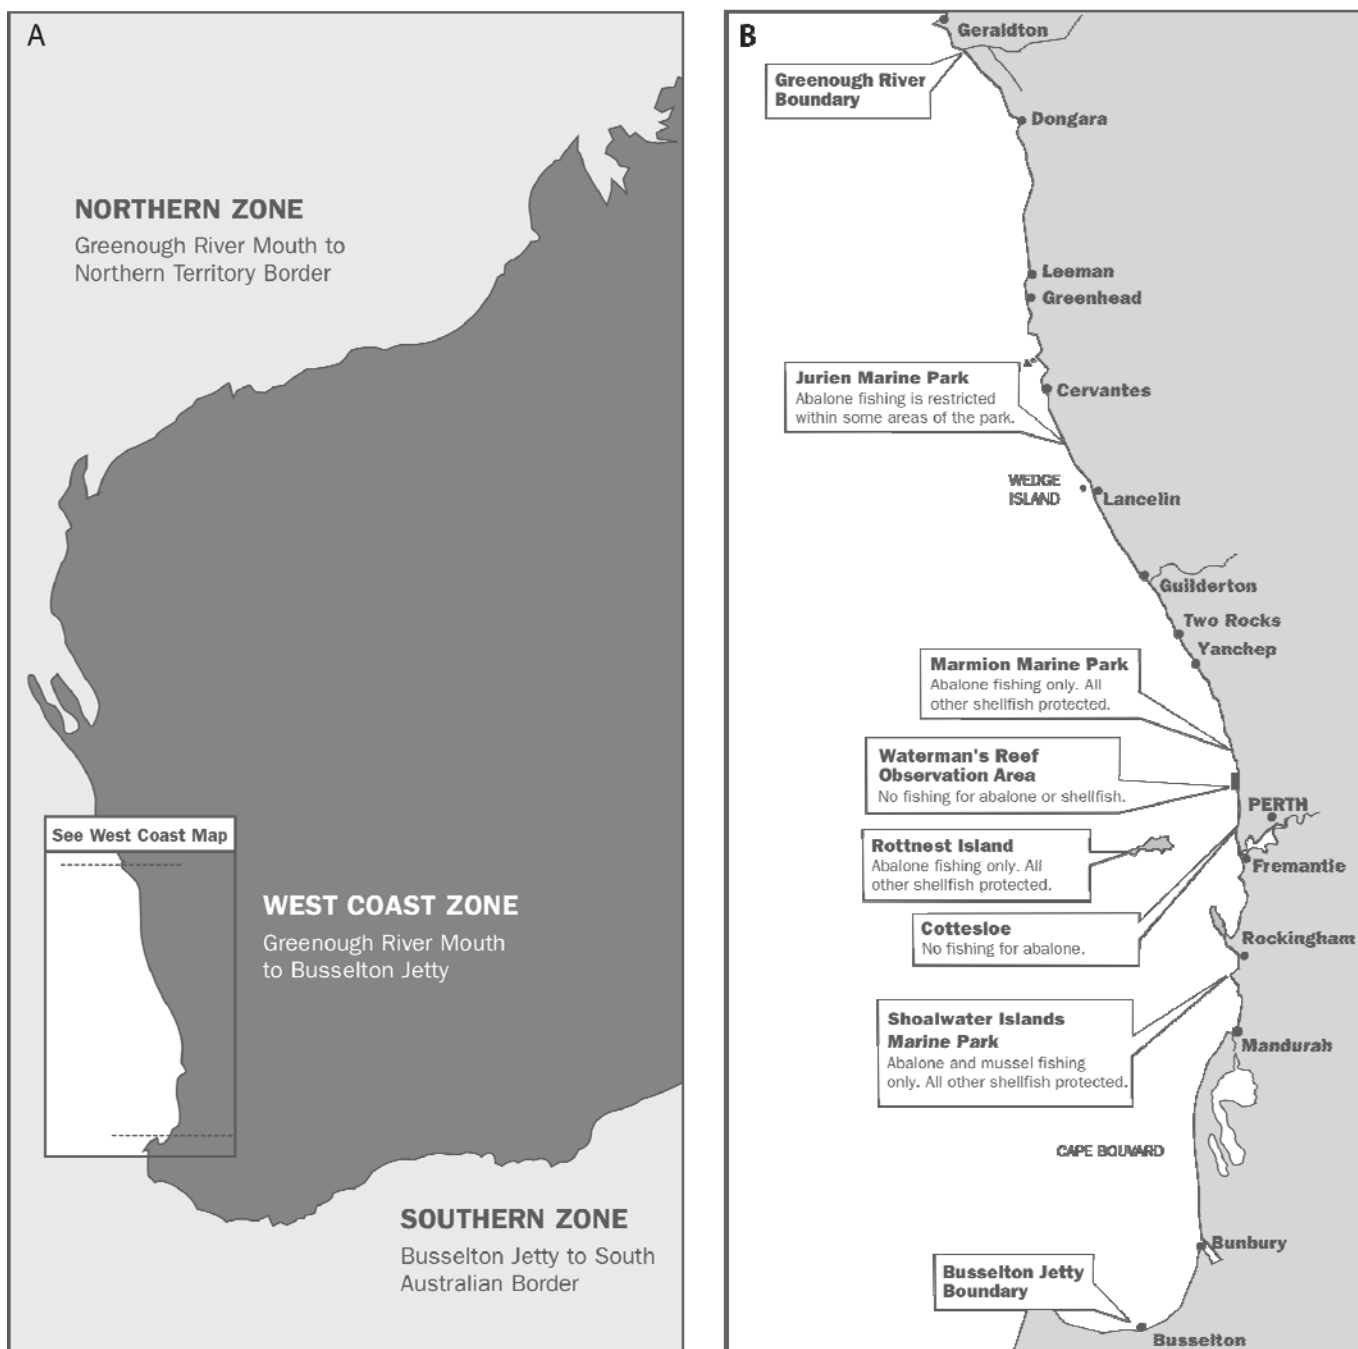 A
NORTHERN ZONE
Greenough River Mouth to
Northern Territory Border
See West Coast Map
WEST COAST ZONE
Greenough River Mouth
to Busselton Jetty
SOUTHERN ZONE
Busselton Jetty to South
Australian Border
B
Geraldton
Greenough River
Boundary
Dongara
Leeman
Greenhead
Jurien Marine Park
Abalone fishing is restricted
within some areas of the park.
Cervantes
WEDGE
ISLAND
Lancelin
Guilderton
Two Rocks
Yanchep
Marmion Marine Park
Abalone fishing only. All
other shellfish protected.
Waterman's Reef
Observation Area
No fishing for abalone or shellfish.
PERTH
Rottnest Island
Abalone fishing only. All
other shellfish protected.
Fremantle
Cottesloe
No fishing for abalone.
Rockingham
Shoalwater Islands
Marine Park
Abalone and mussel fishing
only. All other shellfish protected.
Mandurah
CAPE BOUVARD
Bunbury
Busselton Jetty
Boundary
Busselton